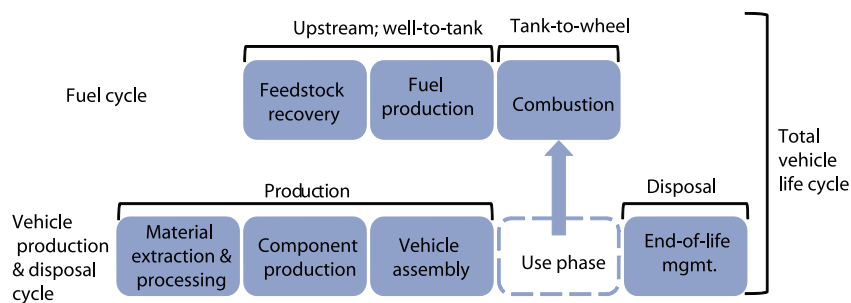 Upstream; well-to-tank
Tank-to-wheel
Fuel cycle
Feedstock
recovery
Fuel
production
Combustion
Total
vehicle
life cycle
Production
Disposal
Vehicle
production
& disposal
cycle
Material
extraction &
processing
Component
production
Vehicle
assembly
Use phase
End-of-life
mgmt.